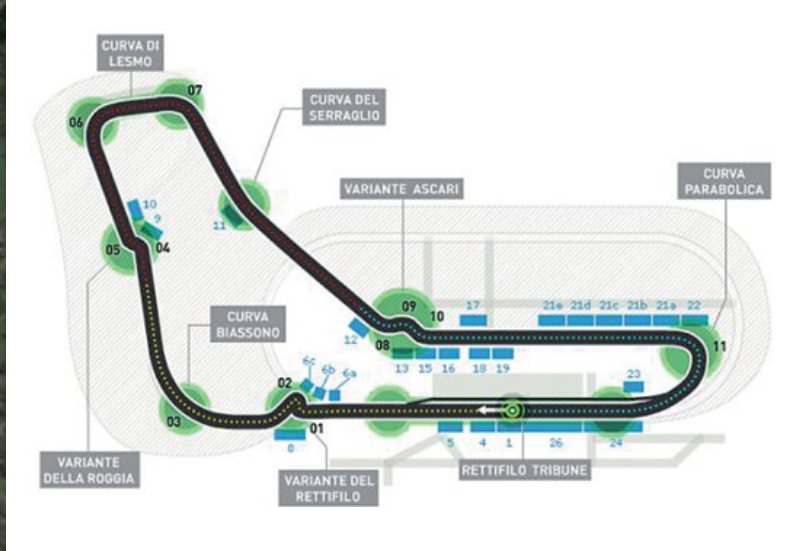 CURVA DI
LESMO
07
06
CURVA DEL
SERRAGLIO
CURVA
PARABOLICA
VARIANTE ASCARI
10
9
11
05
04
09
10
17
21e
21d
21c
21b
21a
22
CURVA
BIASSONO
12
08
13
15
16
18
19
11
6c
6b
6a
02
23
03
01
8
5
4
1
26
24
VARIANTE
DELLA ROGGIA
VARIANTE DEL
RETTIFILO
RETTIFILO TRIBUNE